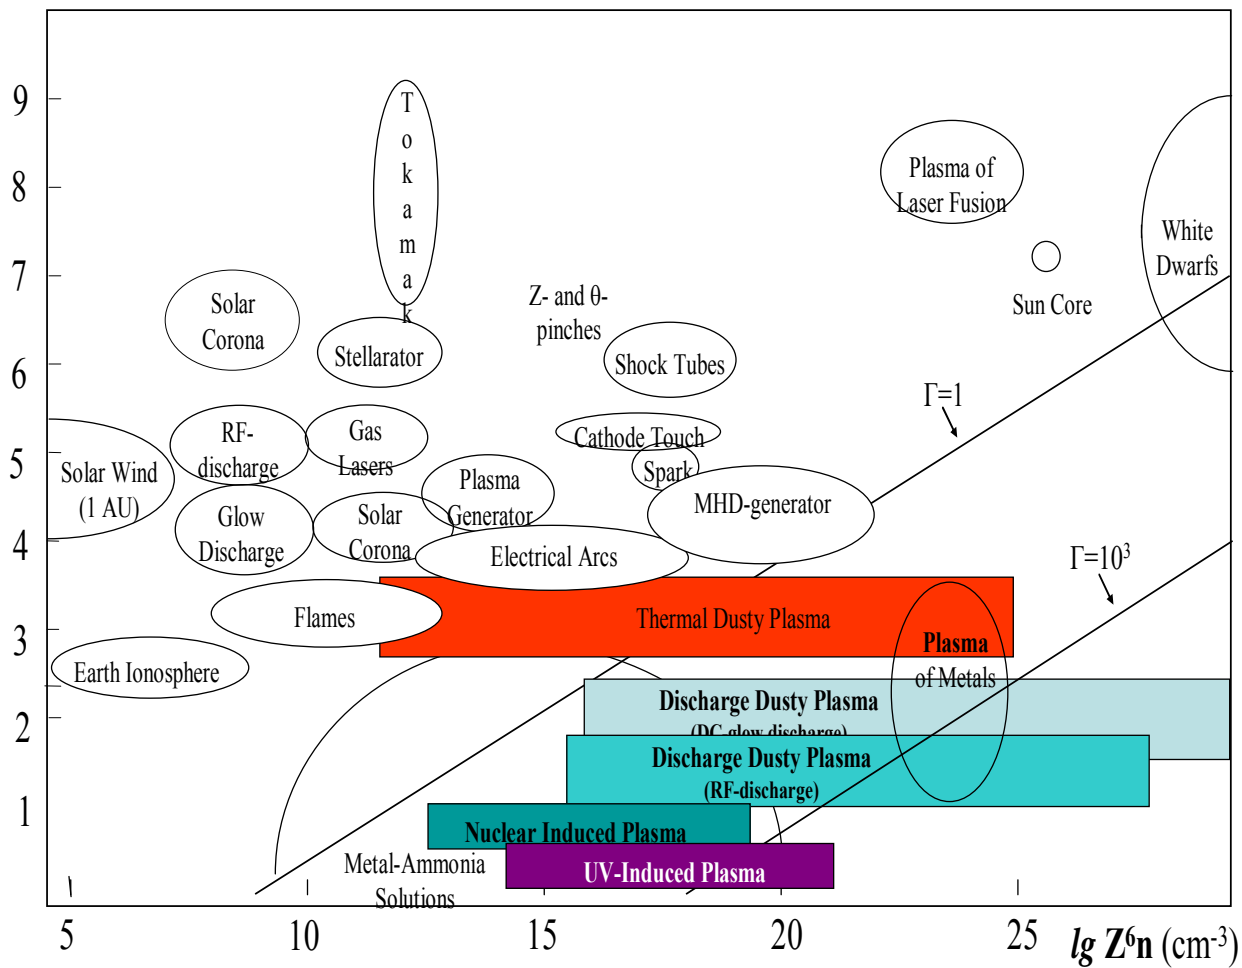 9
8
7
6
5
4
3
2
1
T
o
k
a
m
a
k
Plasma of
Laser Fusion
White
Dwarfs
Sun Core
Solar
Corona
Z- and θ-
pinches
Stellarator
Shock Tubes
Γ=1
RF-
discharge
Gas
Lasers
Cathode Touch
Spark
Solar Wind
(1 AU)
Plasma
Generator
MHD-generator
Glow
Discharge
Solar
Corona
Electrical Arcs
Γ=10³
Flames
Thermal Dusty Plasma
Plasma
of Metals
Earth Ionosphere
Discharge Dusty Plasma
(DC-glow discharge)
Discharge Dusty Plasma
(RF-discharge)
Nuclear Induced Plasma
Metal-Ammonia
Solutions
UV-Induced Plasma
5
10
15
20
25
lg Z⁶n (cm⁻³)